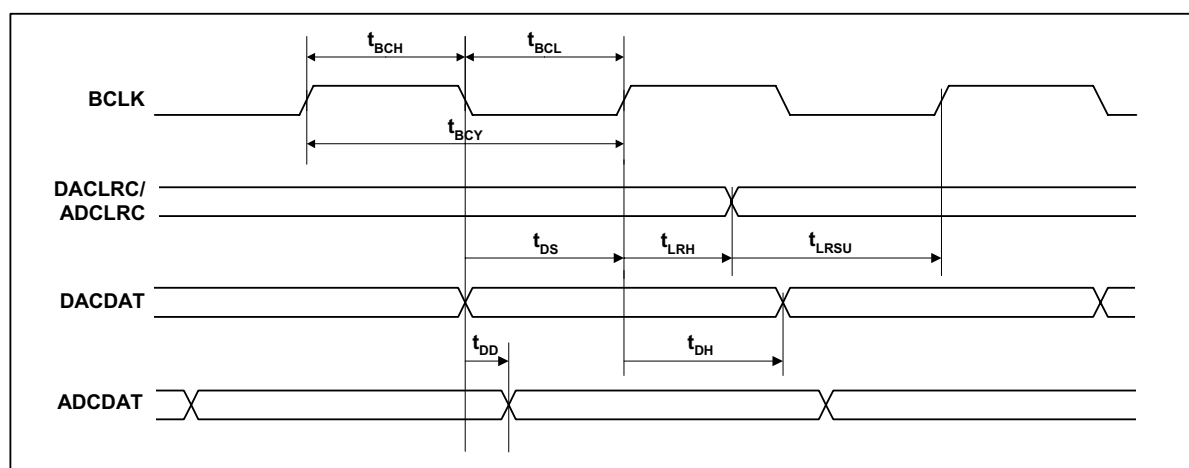 tBCH tBCL
BCLK
tBCY
DACLRC/
ADCLRC
tDS tLRH tLRSU
DACDAT
tDD tDH
ADCDAT